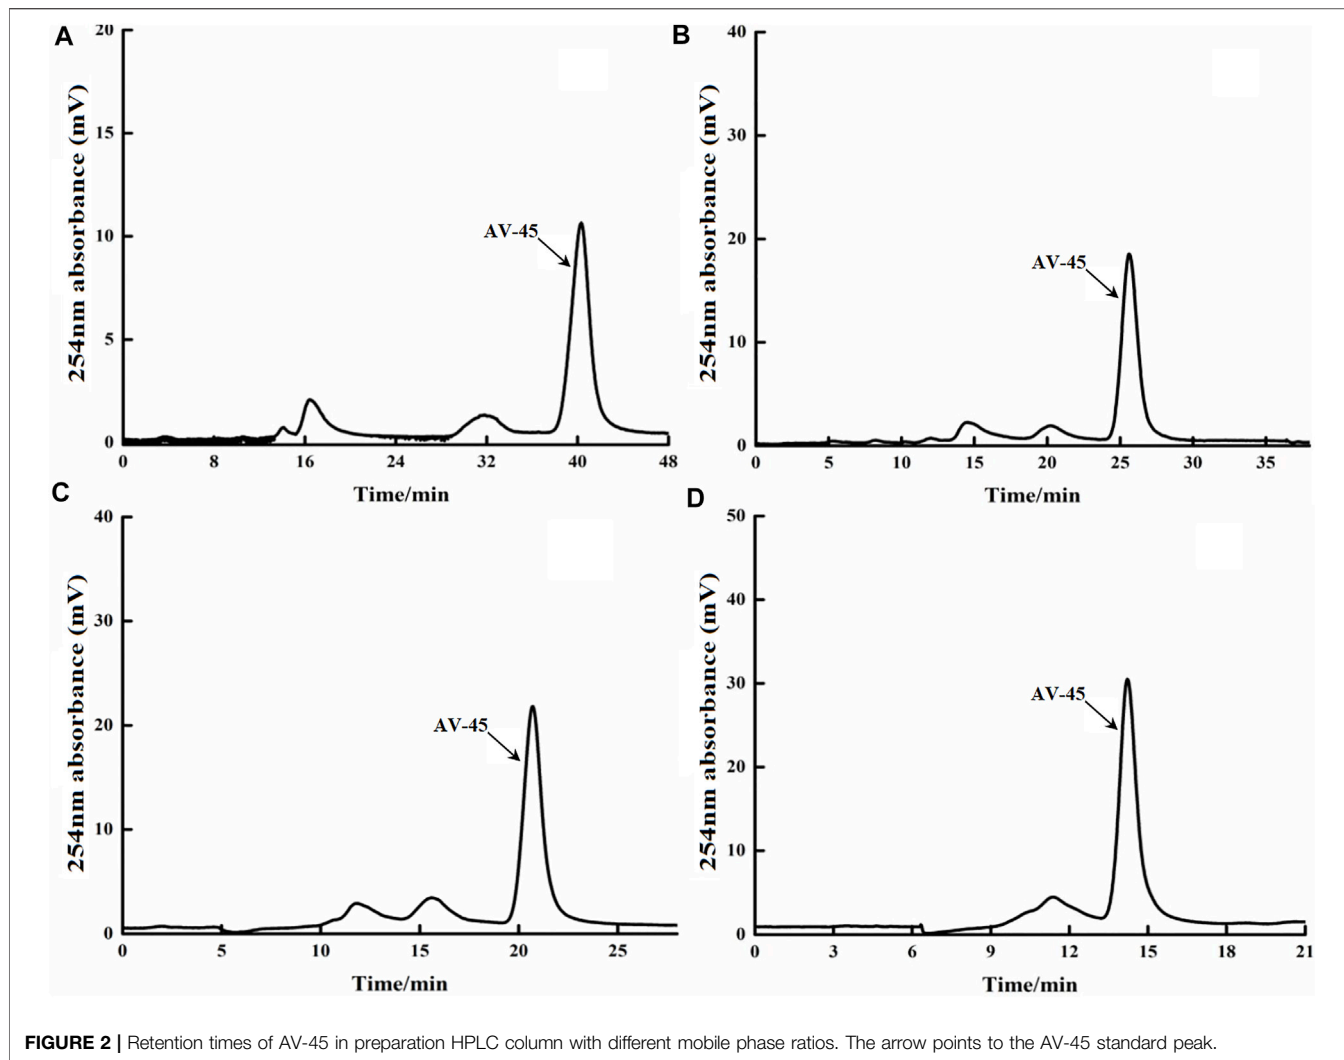 A
254nm absorbance (mV)
20
15
10
5
0
AV-45
0 8 16 24 32 40 48
Time/min
B
254nm absorbance (mV)
40
30
20
10
0
AV-45
0 5 10 15 20 25 30 35
Time/min
C
254nm absorbance (mV)
40
30
20
10
0
AV-45
0 5 10 15 20 25
Time/min
D
254nm absorbance (mV)
50
40
30
20
10
0
AV-45
0 3 6 9 12 15 18 21
Time/min
FIGURE 2 | Retention times of AV-45 in preparation HPLC column with different mobile phase ratios. The arrow points to the AV-45 standard peak.